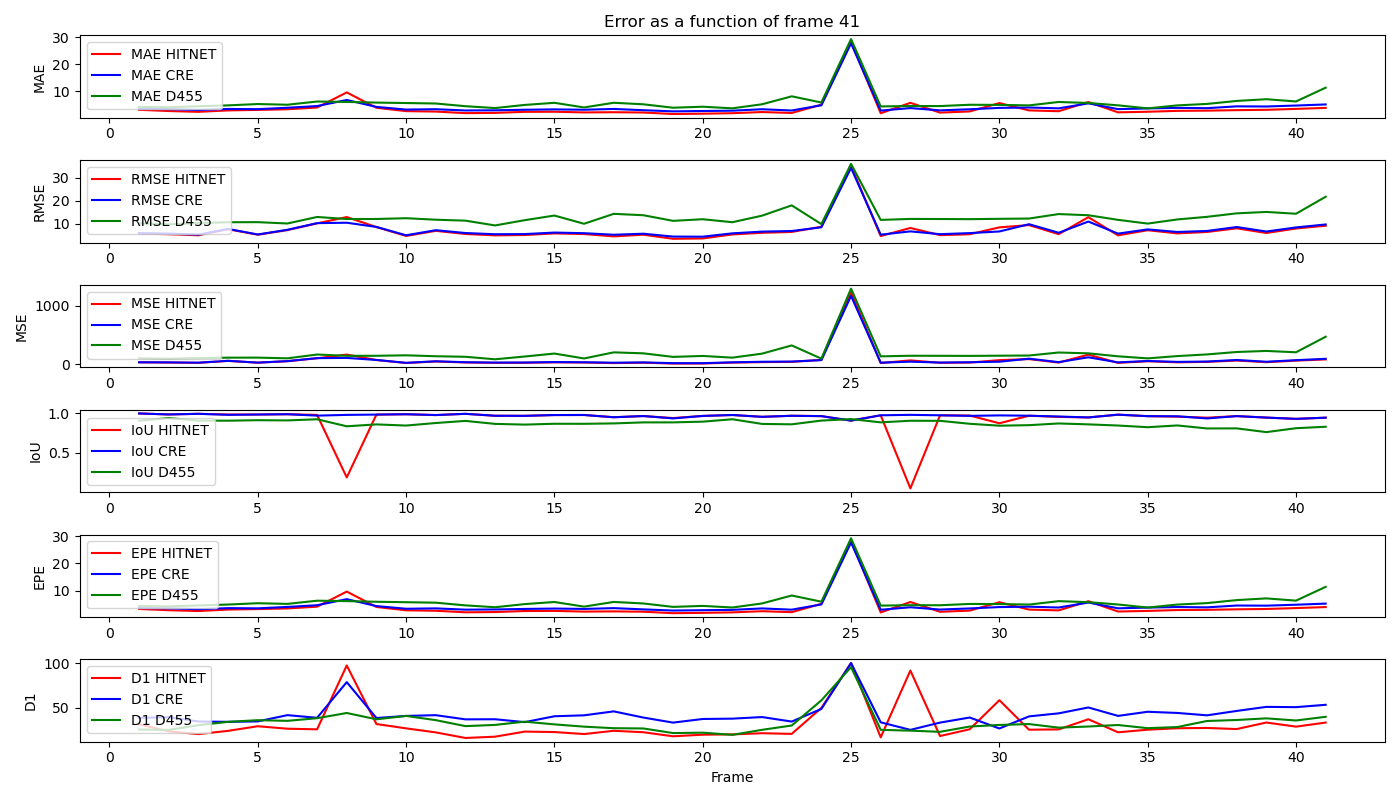 Error as a function of frame 41
MAE
30
20
10
MAE HITNET
MAE CRE
MAE D455
0 5 10 15 20 25 30 35 40
RMSE
30
20
10
RMSE HITNET
RMSE CRE
RMSE D455
0 5 10 15 20 25 30 35 40
MSE
1000
0
MSE HITNET
MSE CRE
MSE D455
0 5 10 15 20 25 30 35 40
IoU
1.0
0.5
IoU HITNET
IoU CRE
IoU D455
0 5 10 15 20 25 30 35 40
EPE
30
20
10
EPE HITNET
EPE CRE
EPE D455
0 5 10 15 20 25 30 35 40
D1
100
50
D1 HITNET
D1 CRE
D1 D455
0 5 10 15 20 25 30 35 40
Frame